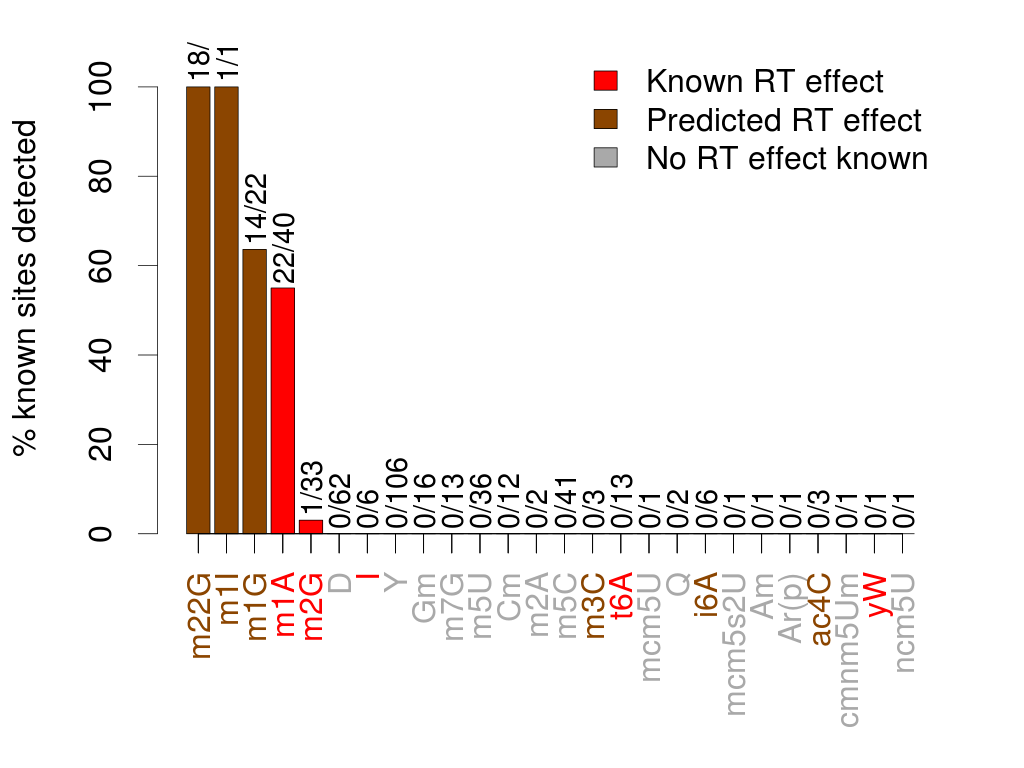 % known sites detected
100
80
60
40
20
0
18/
1/1
14/22
22/40
1/33
0/62
0/6
0/106
0/16
0/13
0/36
0/12
0/2
0/41
0/3
0/13
0/1
0/2
0/6
0/1
0/1
0/1
0/3
0/1
0/1
0/1
Known RT effect
Predicted RT effect
No RT effect known
m22G
m1I
m1G
m1A
m2G
D
I
Y
Gm
m7G
m5U
Cm
m2A
m5C
m3C
t6A
mcm5U
Q
i6A
mcm5s2U
Am
Ar(p)
ac4C
cmnm5Um
yW
ncm5U